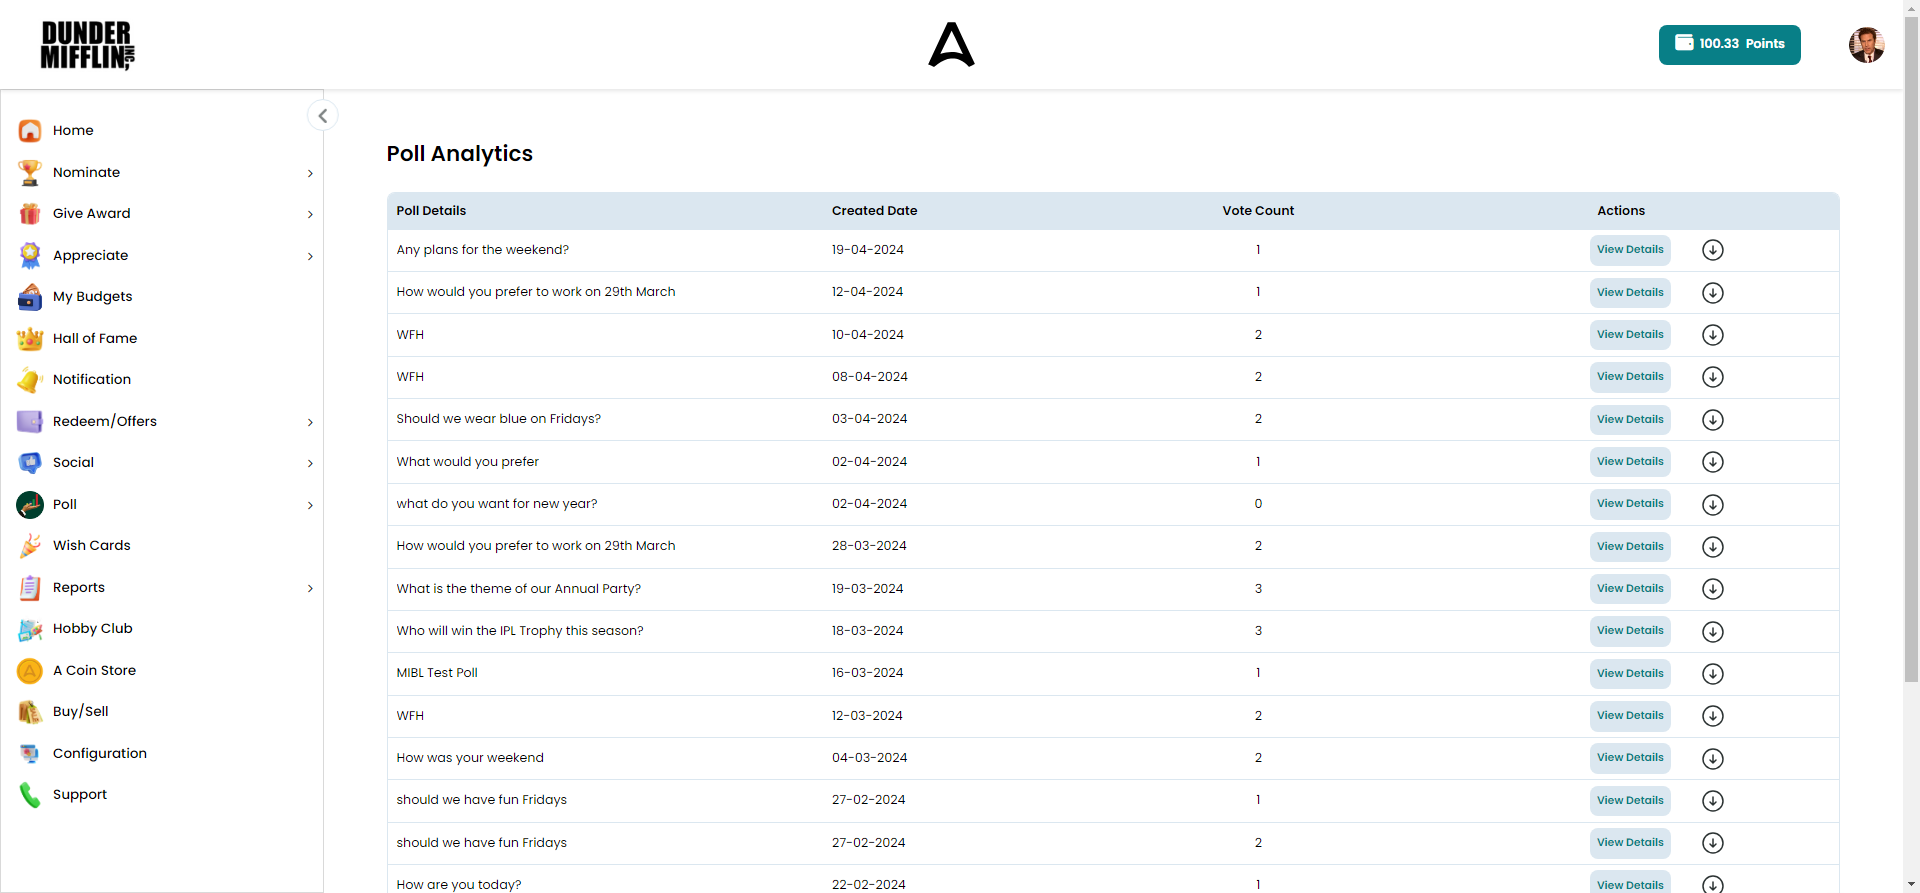 DUNDER
MIFFLIN, INC
100.33 Points
Home
Nominate
Give Award
Appreciate
My Budgets
Hall of Fame
Notification
Redeem/Offers
Social
Poll
Wish Cards
Reports
Hobby Club
A Coin Store
Buy/Sell
Configuration
Support
Poll Analytics
Poll Details Created Date Vote Count Actions
Any plans for the weekend? 19-04-2024 1 View Details
How would you prefer to work on 29th March 12-04-2024 1 View Details
WFH 10-04-2024 2 View Details
WFH 08-04-2024 2 View Details
Should we wear blue on Fridays? 03-04-2024 2 View Details
What would you prefer 02-04-2024 1 View Details
what do you want for new year? 02-04-2024 0 View Details
How would you prefer to work on 29th March 28-03-2024 2 View Details
What is the theme of our Annual Party? 19-03-2024 3 View Details
Who will win the IPL Trophy this season? 18-03-2024 3 View Details
MIBL Test Poll 16-03-2024 1 View Details
WFH 12-03-2024 2 View Details
How was your weekend 04-03-2024 2 View Details
should we have fun Fridays 27-02-2024 1 View Details
should we have fun Fridays 27-02-2024 2 View Details
How are you today? 22-02-2024 1 View Details